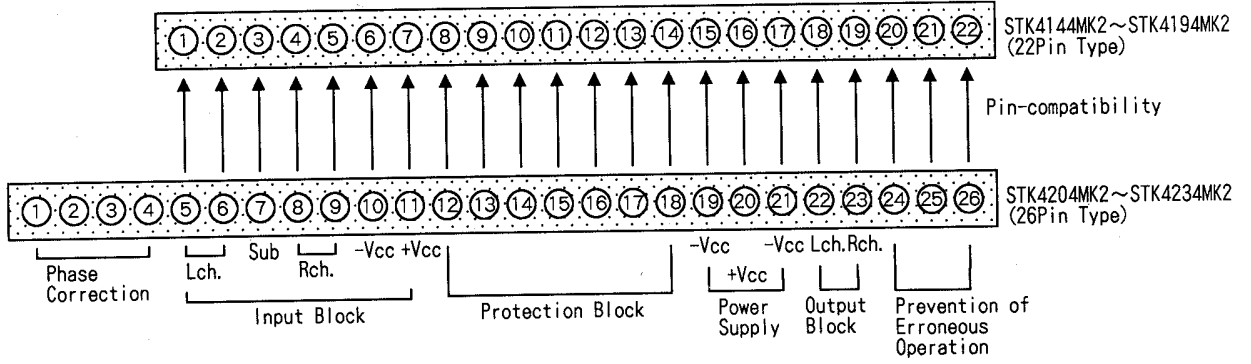 ① ② ③ ④ ⑤ ⑥ ⑦ ⑧ ⑨ ⑩ ⑪ ⑫ ⑬ ⑭ ⑮ ⑯ ⑰ ⑱ ⑲ ⑳ ㉑ ㉒
STK4144MK2～STK4194MK2
(22Pin Type)
Pin-compatibility
① ② ③ ④ ⑤ ⑥ ⑦ ⑧ ⑨ ⑩ ⑪ ⑫ ⑬ ⑭ ⑮ ⑯ ⑰ ⑱ ⑲ ⑳ ㉑ ㉒ ㉓ ㉔ ㉕ ㉖
STK4204MK2～STK4234MK2
(26Pin Type)
Phase
Correction
Lch.
Sub
Rch.
-Vcc +Vcc
Input Block
Protection Block
-Vcc
+Vcc
-Vcc
Power
Supply
Lch. Rch.
Output
Block
Prevention of
Erroneous
Operation